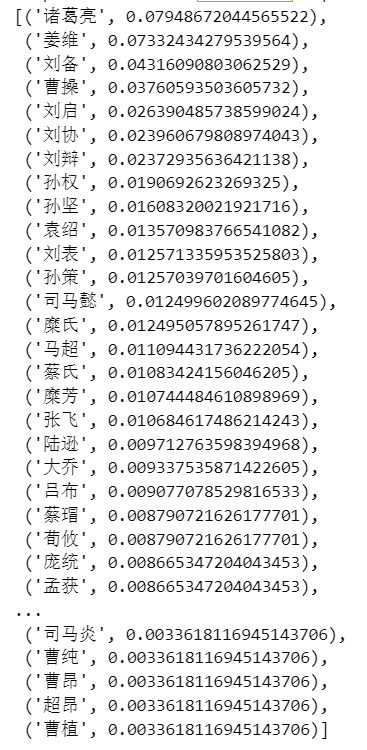 [('诸葛亮', 0.07948672044565522),
('姜维', 0.07332434279539564),
('刘备', 0.04316090803062529),
('曹操', 0.03760593503605732),
('刘启', 0.026390485738599024),
('刘协', 0.023960679808974043),
('刘辩', 0.02372935636421138),
('孙权', 0.0190692623269325),
('孙坚', 0.01608320021921716),
('袁绍', 0.013570983766541082),
('刘表', 0.012571335953525803),
('孙策', 0.01257039701604605),
('司马懿', 0.012499602089774645),
('糜氏', 0.012495057895261747),
('马超', 0.011094431736222054),
('蔡氏', 0.01083424156046205),
('糜芳', 0.010744484610898969),
('张飞', 0.010684617486214243),
('陆逊', 0.009712763598394968),
('大乔', 0.009337535871422605),
('吕布', 0.009077078529816533),
('蔡瑁', 0.008790721626177701),
('荀攸', 0.008790721626177701),
('庞统', 0.008665347204043453),
('孟获', 0.008665347204043453),
...
('司马炎', 0.0033618116945143706),
('曹纯', 0.0033618116945143706),
('曹昂', 0.0033618116945143706),
('超昂', 0.0033618116945143706),
('曹植', 0.0033618116945143706)]